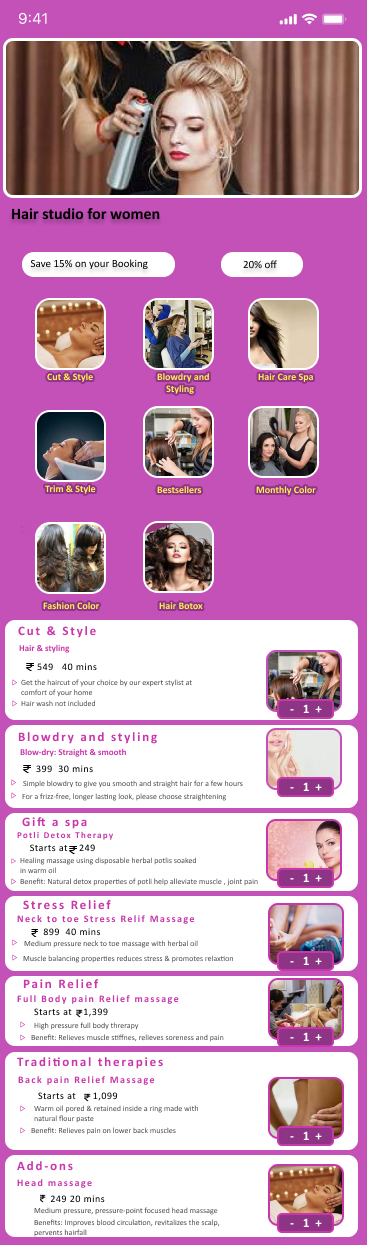 9:41
Hair studio for women
Save 15% on your Booking
20% off
Cut & Style
Blowdry and
Styling
Hair Care Spa
Trim & Style
Bestsellers
Monthly Color
Fashion Color
Hair Botox
Cut & Style
Hair & styling
₹ 549 40 mins
Get the haircut of your choice by our expert stylist at
comfort of your home
Hair wash not included
- 1 +
Blowdry and styling
Blow-dry: Straight & smooth
₹ 399 30 mins
Simple blowdry to give you smooth and straight hair for a few hours
For a frizz-free, longer lasting look, please choose straightening
- 1 +
Gift a spa
Potli Detox Therapy
Starts at ₹ 249
Healing massage using disposable herbal potlis soaked
in warm oil
Benefit: Natural detox properties of potli help alleviate muscle , joint pain
- 1 +
Stress Relief
Neck to toe Stress Relif Massage
₹ 899 40 mins
Medium pressure neck to toe massage with herbal oil
Muscle balancing properties reduces stress & promotes relaxtion
- 1 +
Pain Relief
Full Body pain Relief massage
Starts at ₹1,399
High pressure full body threrapy
Benefit: Relieves muscle stiffnes, relieves soreness and pain
- 1 +
Traditional therapies
Back pain Relief Massage
Starts at ₹ 1,099
Warm oil pored & retained inside a ring made with
natural flour paste
Benefit: Relieves pain on lower back muscles
- 1 +
Add-ons
Head massage
₹ 249 20 mins
Medium pressure, pressure-point focused head massage
Benefits: Improves blood circulation, revitalizes the scalp,
pervents hairfall
- 1 +